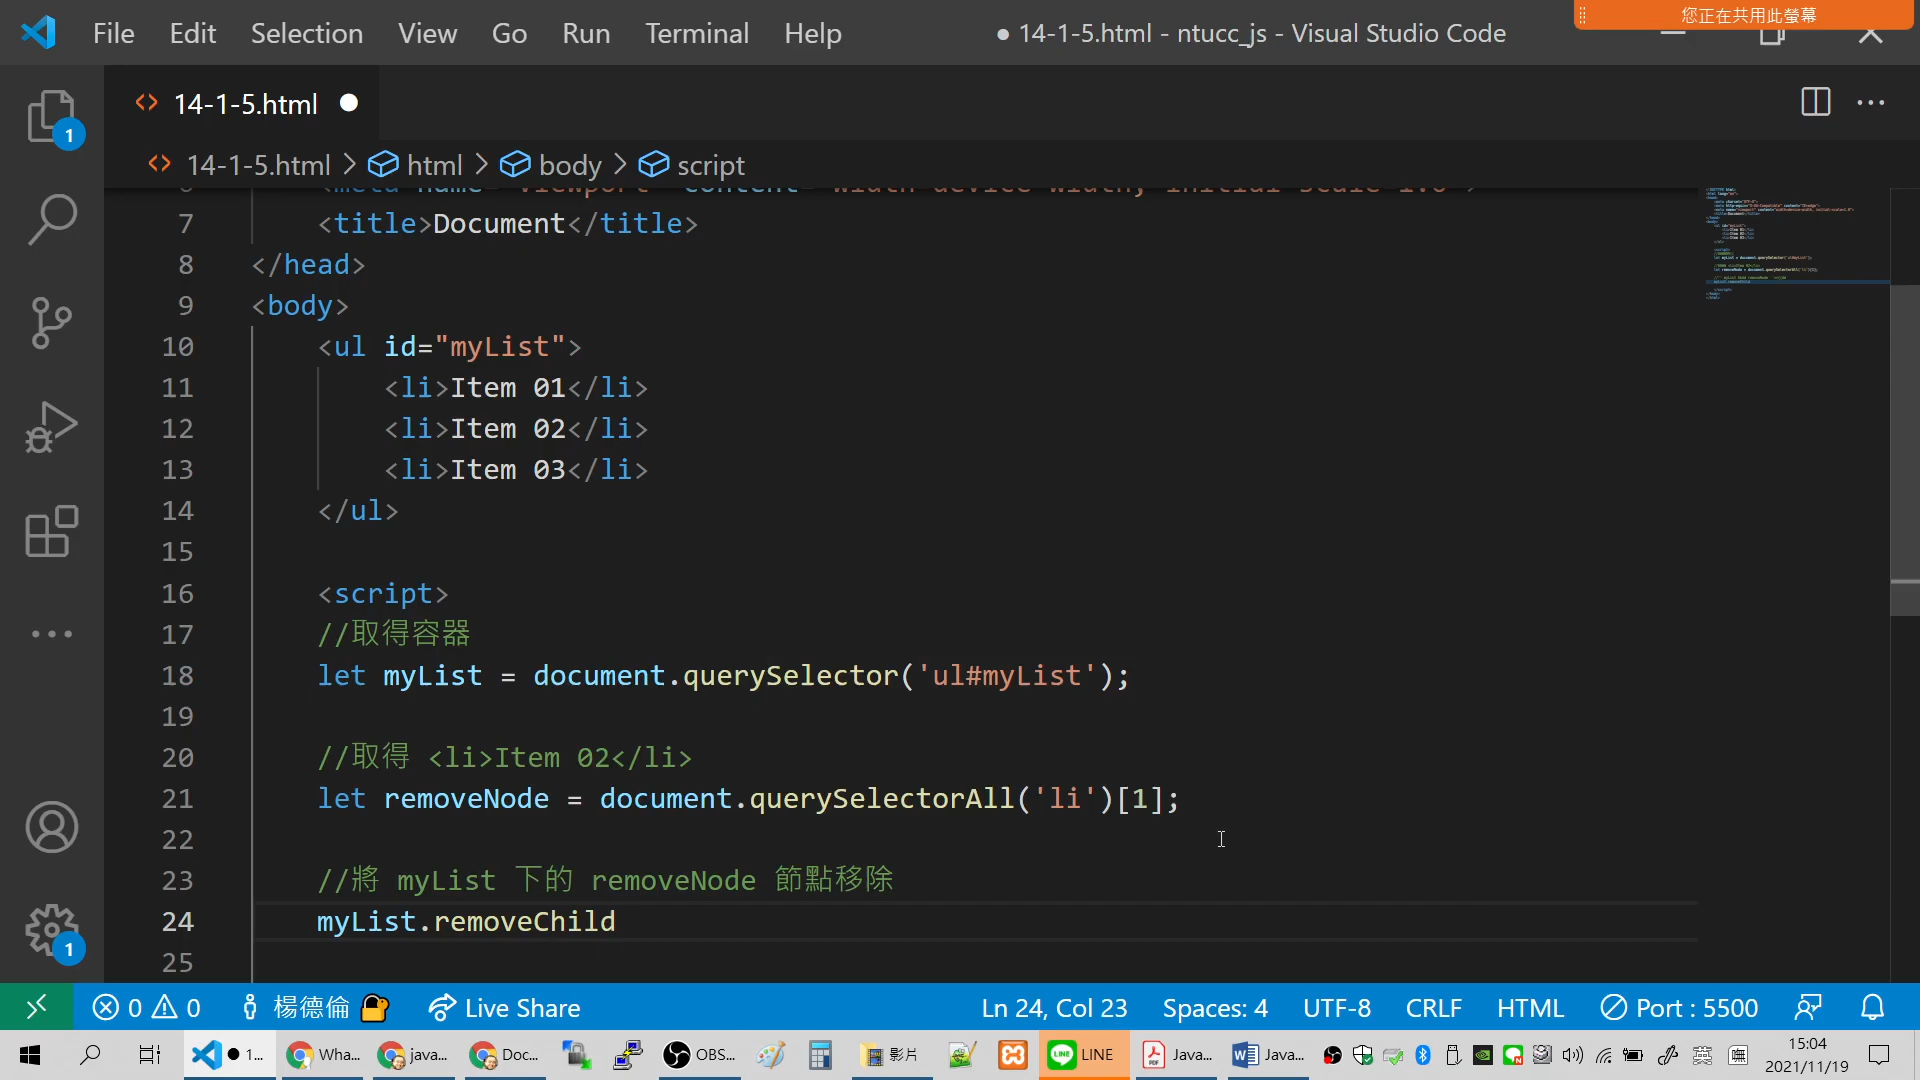 File Edit Selection View Go Run Terminal Help
● 14-1-5.html - ntucc_js - Visual Studio Code
您正在共用此螢幕
14-1-5.html
14-1-5.html > html > body > script
7 <title>Document</title>
8 </head>
9 <body>
10 <ul id="myList">
11 <li>Item 01</li>
12 <li>Item 02</li>
13 <li>Item 03</li>
14 </ul>
15
16 <script>
17 //取得容器
18 let myList = document.querySelector('ul#myList');
19
20 //取得 <li>Item 02</li>
21 let removeNode = document.querySelectorAll('li')[1];
22
23 //將 myList 下的 removeNode 節點移除
24 myList.removeChild
25
1
1
0 0 楊德倫 Live Share Ln 24, Col 23 Spaces: 4 UTF-8 CRLF HTML Port : 5500
● 1... Wha... java... Doc... OBS... 影片 LINE Java... Java... 英 15:04
2021/11/19